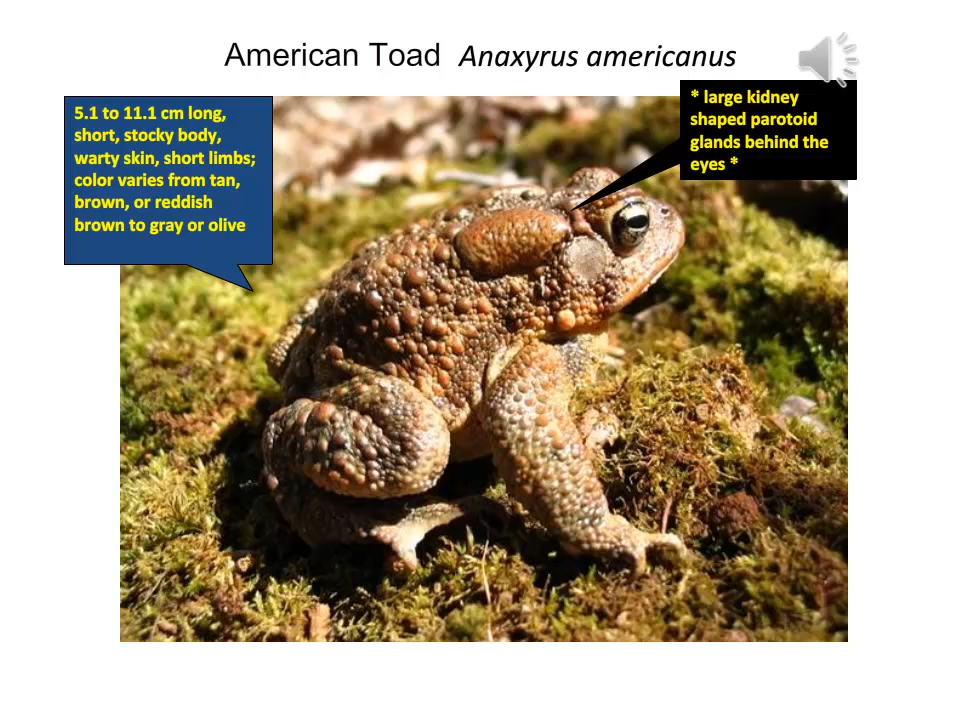 American Toad Anaxyrus americanus
5.1 to 11.1 cm long,
short, stocky body,
warty skin, short limbs;
color varies from tan,
brown, or reddish
brown to gray or olive
* large kidney
shaped parotoid
glands behind the
eyes *